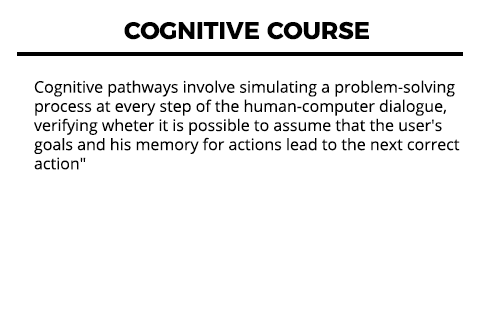 COGNITIVE COURSE
Cognitive pathways involve simulating a problem-solving
process at every step of the human-computer dialogue,
verifying wheter it is possible to assume that the user's
goals and his memory for actions lead to the next correct
action"